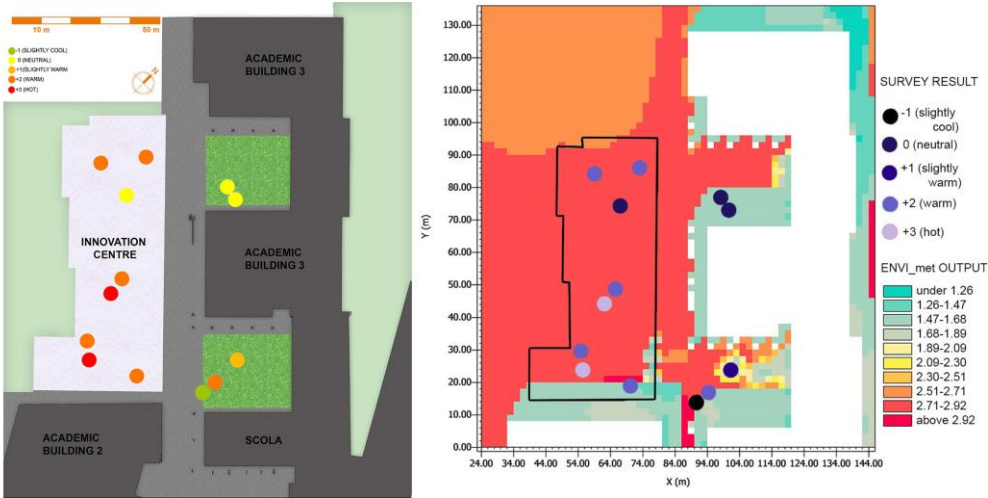 10 m 50 m
-1 (SLIGHTLY COOL)
0 (NEUTRAL)
+1(SLIGHTLY WARM
+2 (WARM)
+3 (HOT)
N
ACADEMIC
BUILDING 3
INNOVATION
CENTRE
ACADEMIC
BUILDING 3
ACADEMIC
BUILDING 2
SCOLA
Y (m)
130.00
120.00
110.00
100.00
90.00
80.00
70.00
60.00
50.00
40.00
30.00
20.00
10.00
0.00
24.00 34.00 44.00 54.00 64.00 74.00 84.00 94.00 104.00 114.00 124.00 134.00 144.00
X (m)
SURVEY RESULT
-1 (slightly
cool)
0 (neutral)
+1 (slightly
warm)
+2 (warm)
+3 (hot)
ENVI_met OUTPUT
under 1.26
1.26-1.47
1.47-1.68
1.68-1.89
1.89-2.09
2.09-2.30
2.30-2.51
2.51-2.71
2.71-2.92
above 2.92